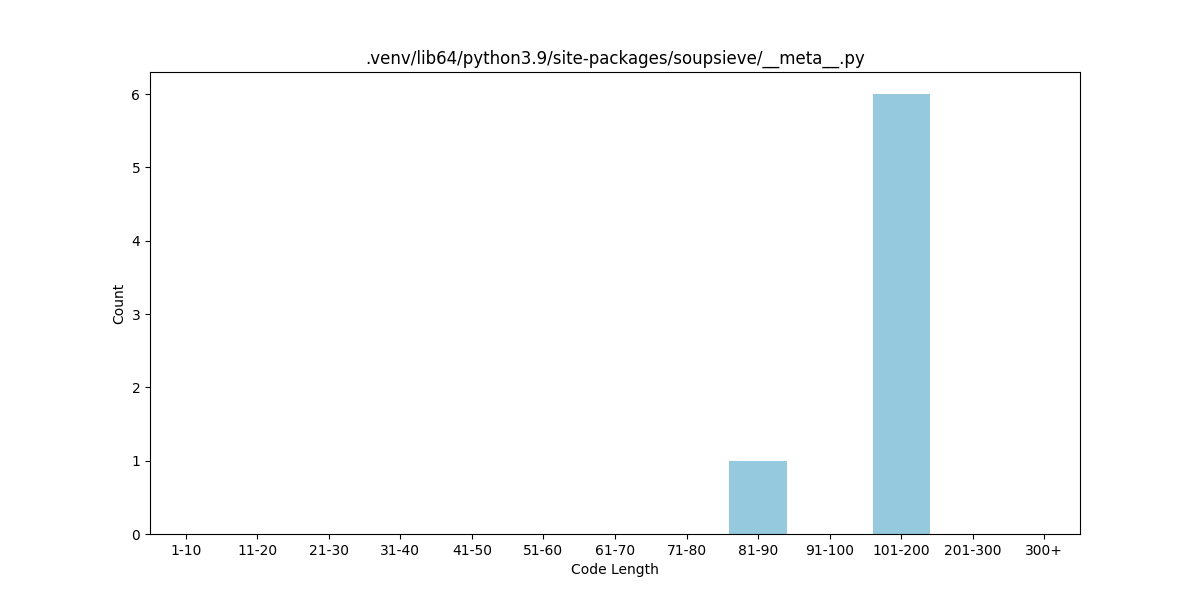 .venv/lib64/python3.9/site-packages/soupsieve/__meta__.py
6
5
4
3
2
1
0
Count
1-10 11-20 21-30 31-40 41-50 51-60 61-70 71-80 81-90 91-100 101-200 201-300 300+
Code Length